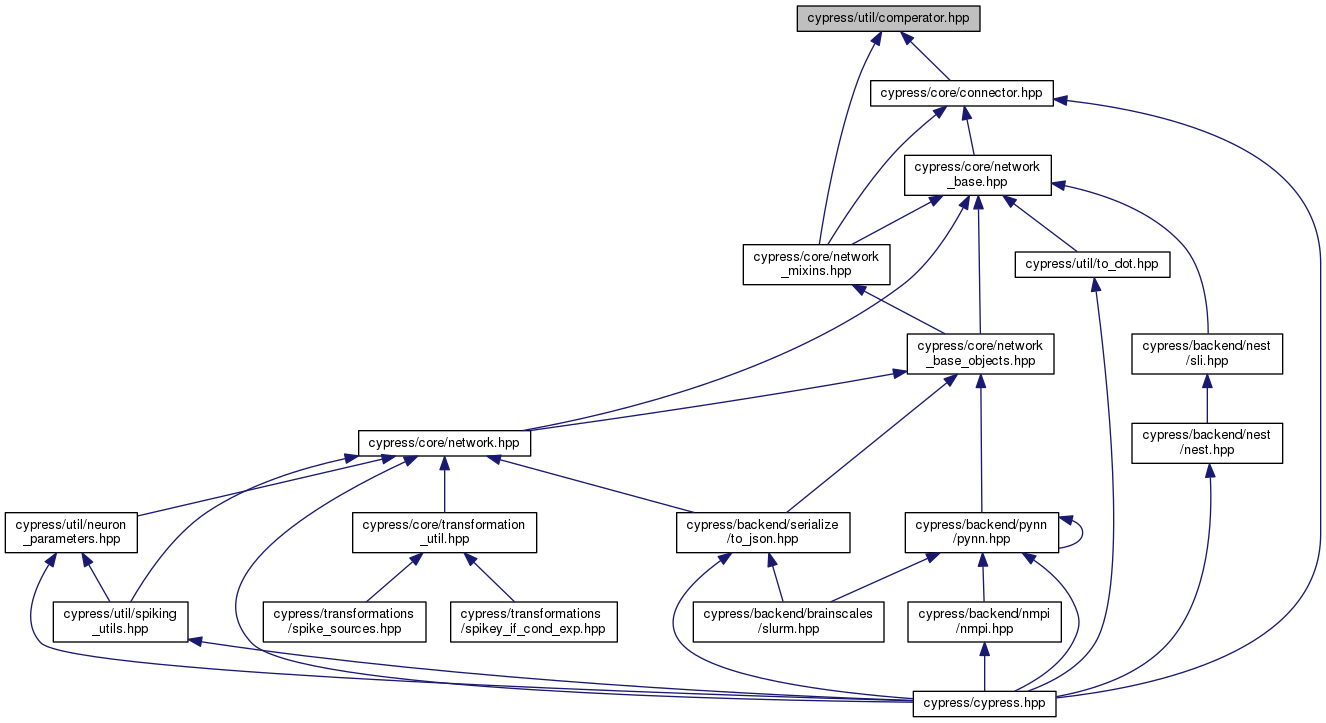 cypress/util/comperator.hpp
cypress/core/connector.hpp
cypress/core/network
_base.hpp
cypress/core/network
_mixins.hpp
cypress/util/to_dot.hpp
cypress/core/network
_base_objects.hpp
cypress/backend/nest
/sli.hpp
cypress/core/network.hpp
cypress/backend/nest
/nest.hpp
cypress/util/neuron
_parameters.hpp
cypress/core/transformation
_util.hpp
cypress/backend/serialize
/to_json.hpp
cypress/backend/pynn
/pynn.hpp
cypress/util/spiking
_utils.hpp
cypress/transformations
/spike_sources.hpp
cypress/transformations
/spikey_if_cond_exp.hpp
cypress/backend/brainscales
/slurm.hpp
cypress/backend/nmpi
/nmpi.hpp
cypress/cypress.hpp